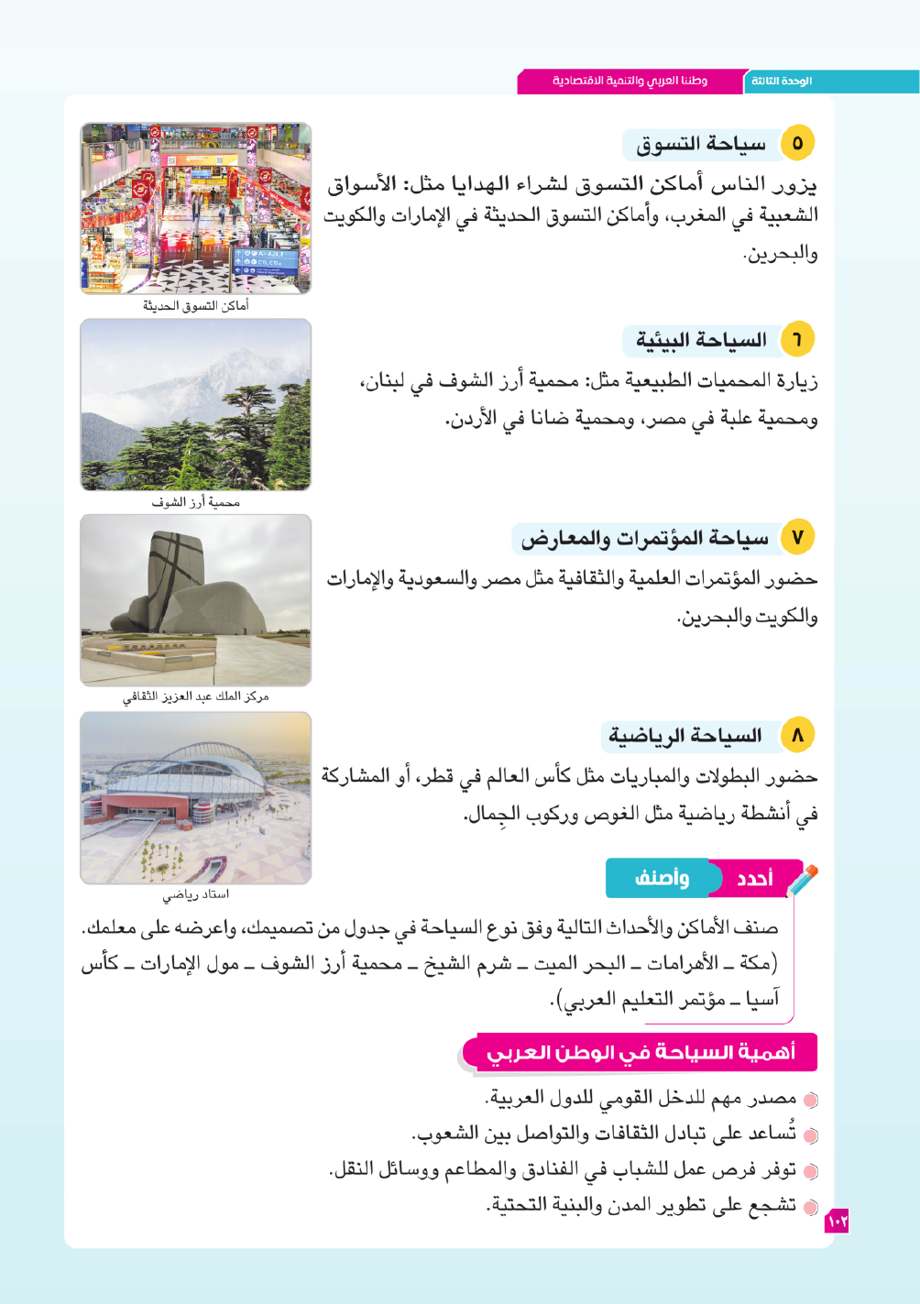 الوحدة الثالثة
وطننا العربي والتنمية الاقتصادية
٥ سياحة التسوق
يزور الناس أماكن التسوق لشراء الهدايا مثل: الأسواق
الشعبية في المغرب، وأماكن التسوق الحديثة في الإمارات والكويت
والبحرين.
أماكن التسوق الحديثة
٦ السياحة البيئية
زيارة المحميات الطبيعية مثل: محمية أرز الشوف في لبنان،
ومحمية علبة في مصر، ومحمية ضانا في الأردن.
محمية أرز الشوف
٧ سياحة المؤتمرات والمعارض
حضور المؤتمرات العلمية والثقافية مثل مصر والسعودية والإمارات
والكويت والبحرين.
مركز الملك عبد العزيز الثقافي
٨ السياحة الرياضية
حضور البطولات والمباريات مثل كأس العالم في قطر، أو المشاركة
في أنشطة رياضية مثل الغوص وركوب الجِمال.
استاد رياضي
أحدد وأصنف
صنف الأماكن والأحداث التالية وفق نوع السياحة في جدول من تصميمك، واعرضه على معلمك.
(مكة – الأهرامات – البحر الميت – شرم الشيخ – محمية أرز الشوف – مول الإمارات – كأس
آسيا – مؤتمر التعليم العربي).
أهمية السياحة في الوطن العربي
مصدر مهم للدخل القومي للدول العربية.
تُساعد على تبادل الثقافات والتواصل بين الشعوب.
توفر فرص عمل للشباب في الفنادق والمطاعم ووسائل النقل.
تشجع على تطوير المدن والبنية التحتية.
١٠٢